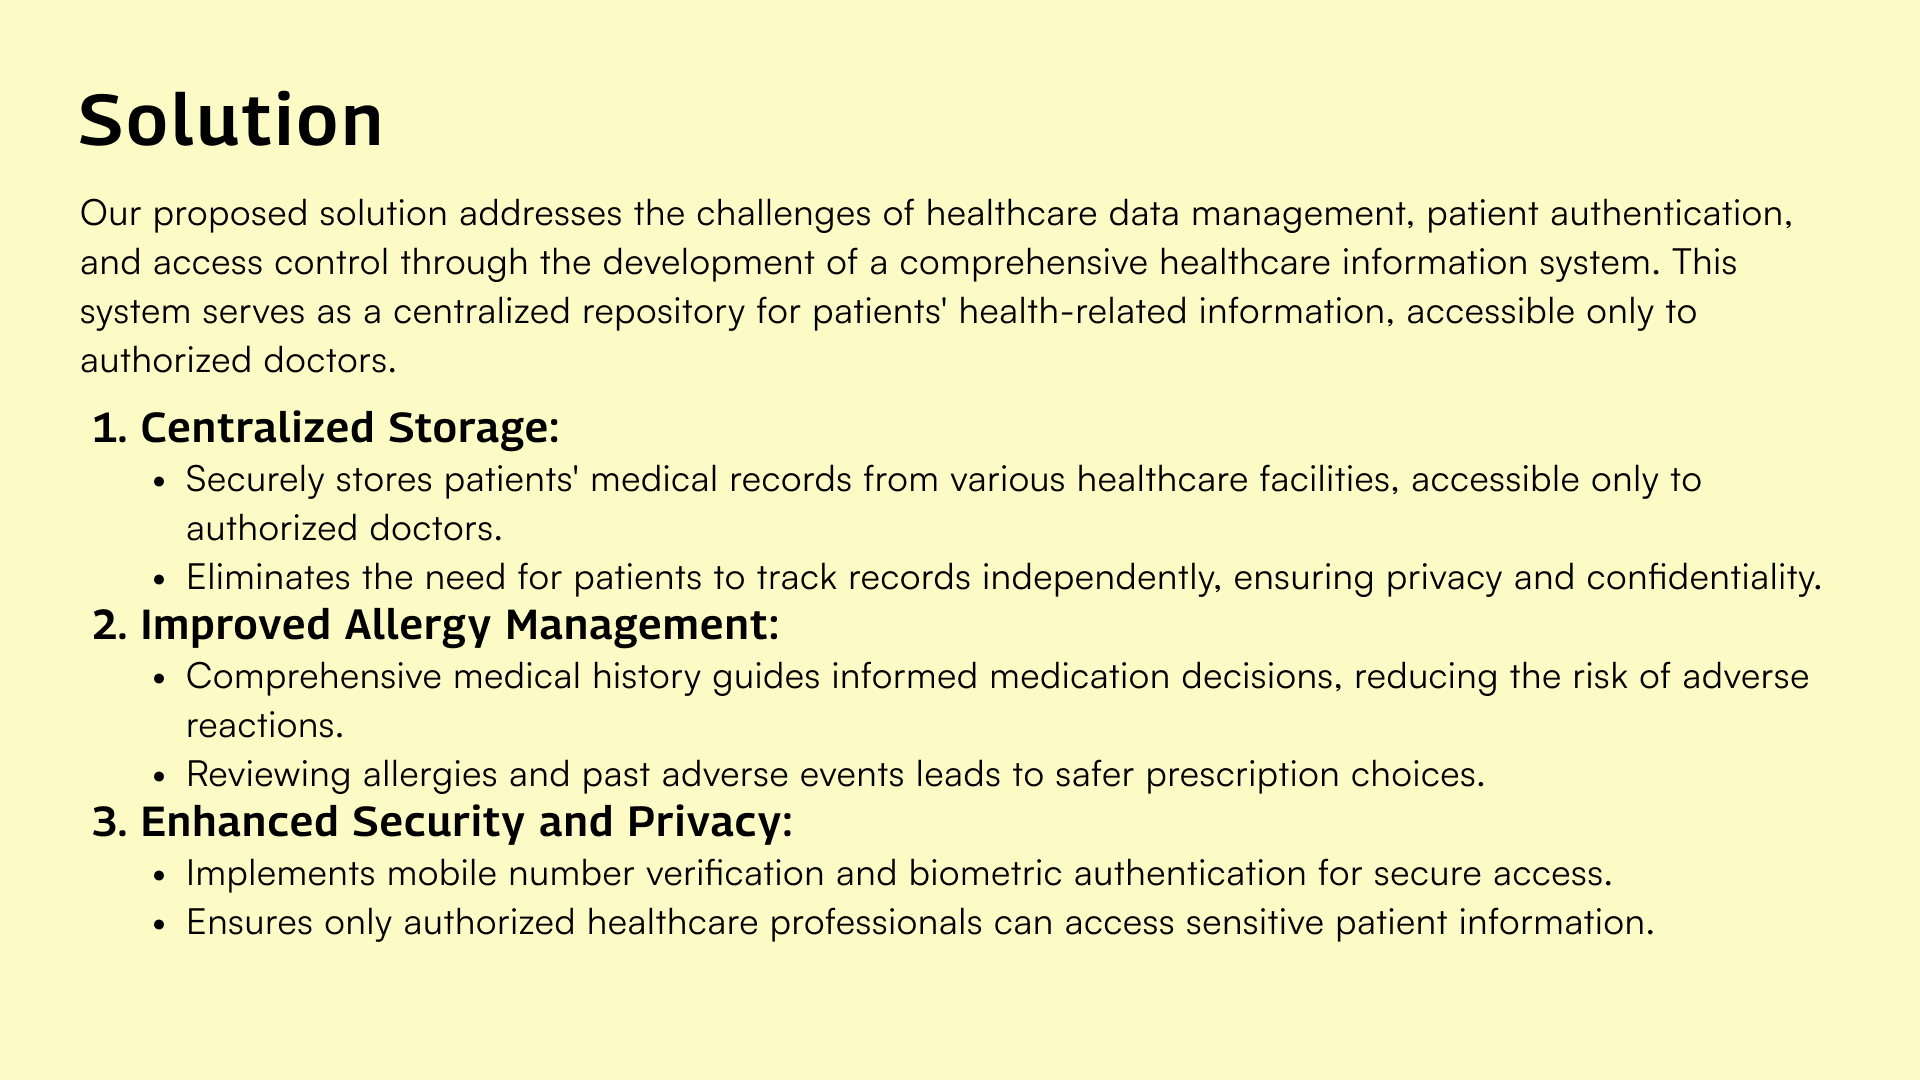 Solution
Our proposed solution addresses the challenges of healthcare data management, patient authentication,
and access control through the development of a comprehensive healthcare information system. This
system serves as a centralized repository for patients' health-related information, accessible only to
authorized doctors.
1. Centralized Storage:
• Securely stores patients' medical records from various healthcare facilities, accessible only to
authorized doctors.
• Eliminates the need for patients to track records independently, ensuring privacy and confidentiality.
2. Improved Allergy Management:
• Comprehensive medical history guides informed medication decisions, reducing the risk of adverse
reactions.
• Reviewing allergies and past adverse events leads to safer prescription choices.
3. Enhanced Security and Privacy:
• Implements mobile number verification and biometric authentication for secure access.
• Ensures only authorized healthcare professionals can access sensitive patient information.